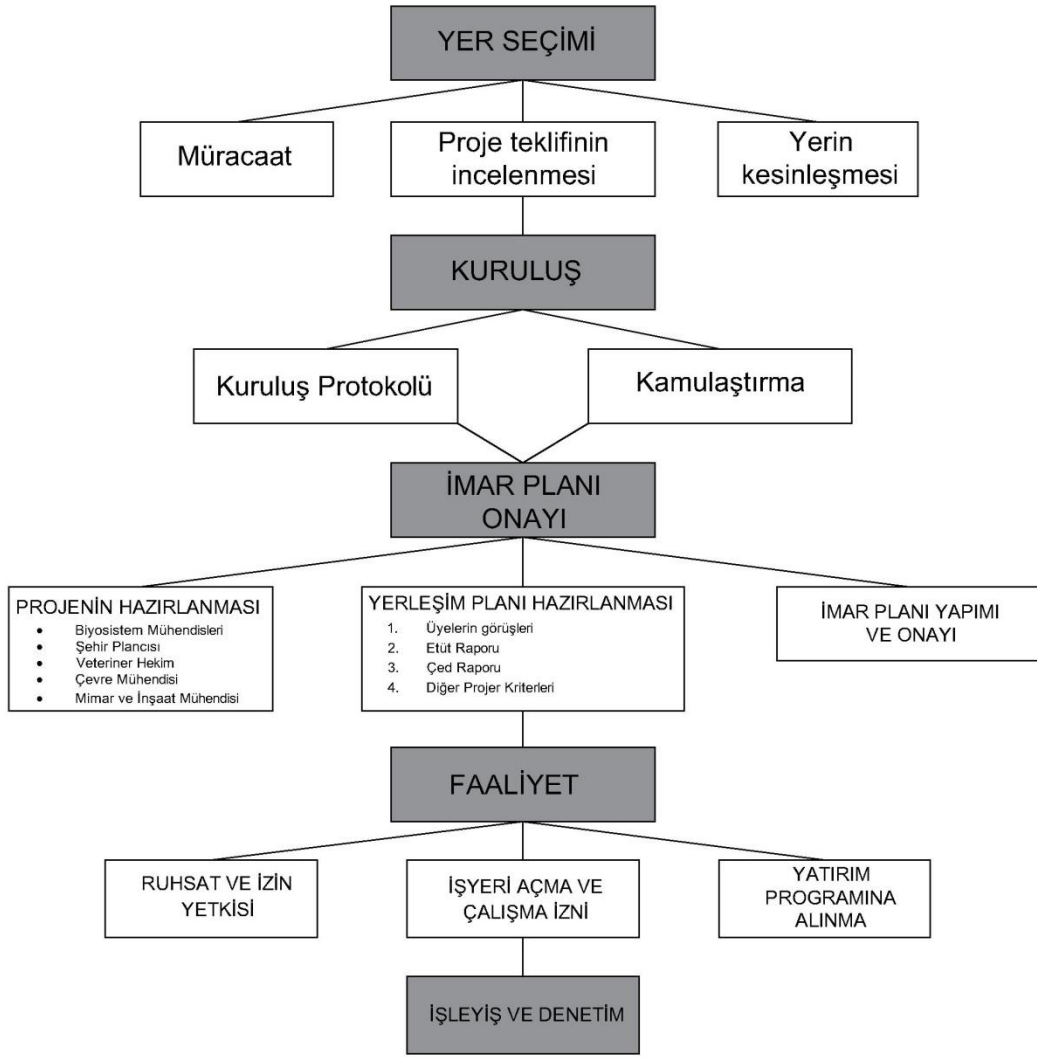 YER SEÇİMİ
Müracaat
Proje teklifinin
incelenmesi
Yerin
kesinleşmesi
KURULUŞ
Kuruluş Protokolü
Kamulaştırma
İMAR PLANI
ONAYI
PROJENİN HAZIRLANMASI
• Biyosistem Mühendisleri
• Şehir Plancısı
• Veteriner Hekim
• Çevre Mühendisi
• Mimar ve İnşaat Mühendisi
YERLEŞİM PLANI HAZIRLANMASI
1. Üyelerin görüşleri
2. Etüt Raporu
3. Çed Raporu
4. Diğer Projer Kriterleri
İMAR PLANI YAPIMI
VE ONAYI
FAALİYET
RUHSAT VE İZİN
YETKİSİ
İŞYERİ AÇMA VE
ÇALIŞMA İZNİ
YATIRIM
PROGRAMINA
ALINMA
İŞLEYİŞ VE DENETİM